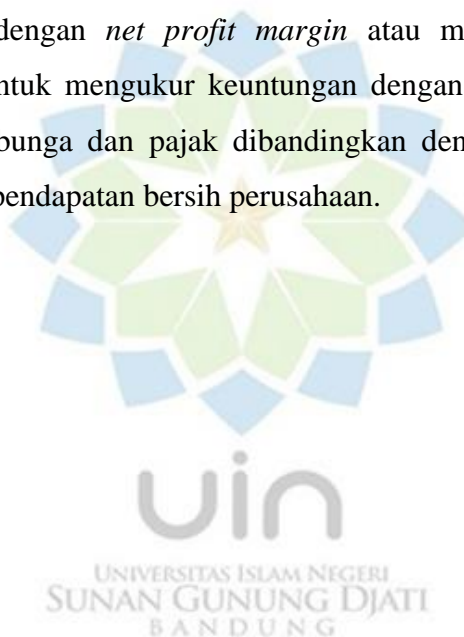 dengan net profit margin atau m
ntuk mengukur keuntungan dengan
bunga dan pajak dibandingkan den
pendapatan bersih perusahaan.
uin
UNIVERSITAS ISLAM NEGERI
SUNAN GUNUNG DJATI
BANDUNG